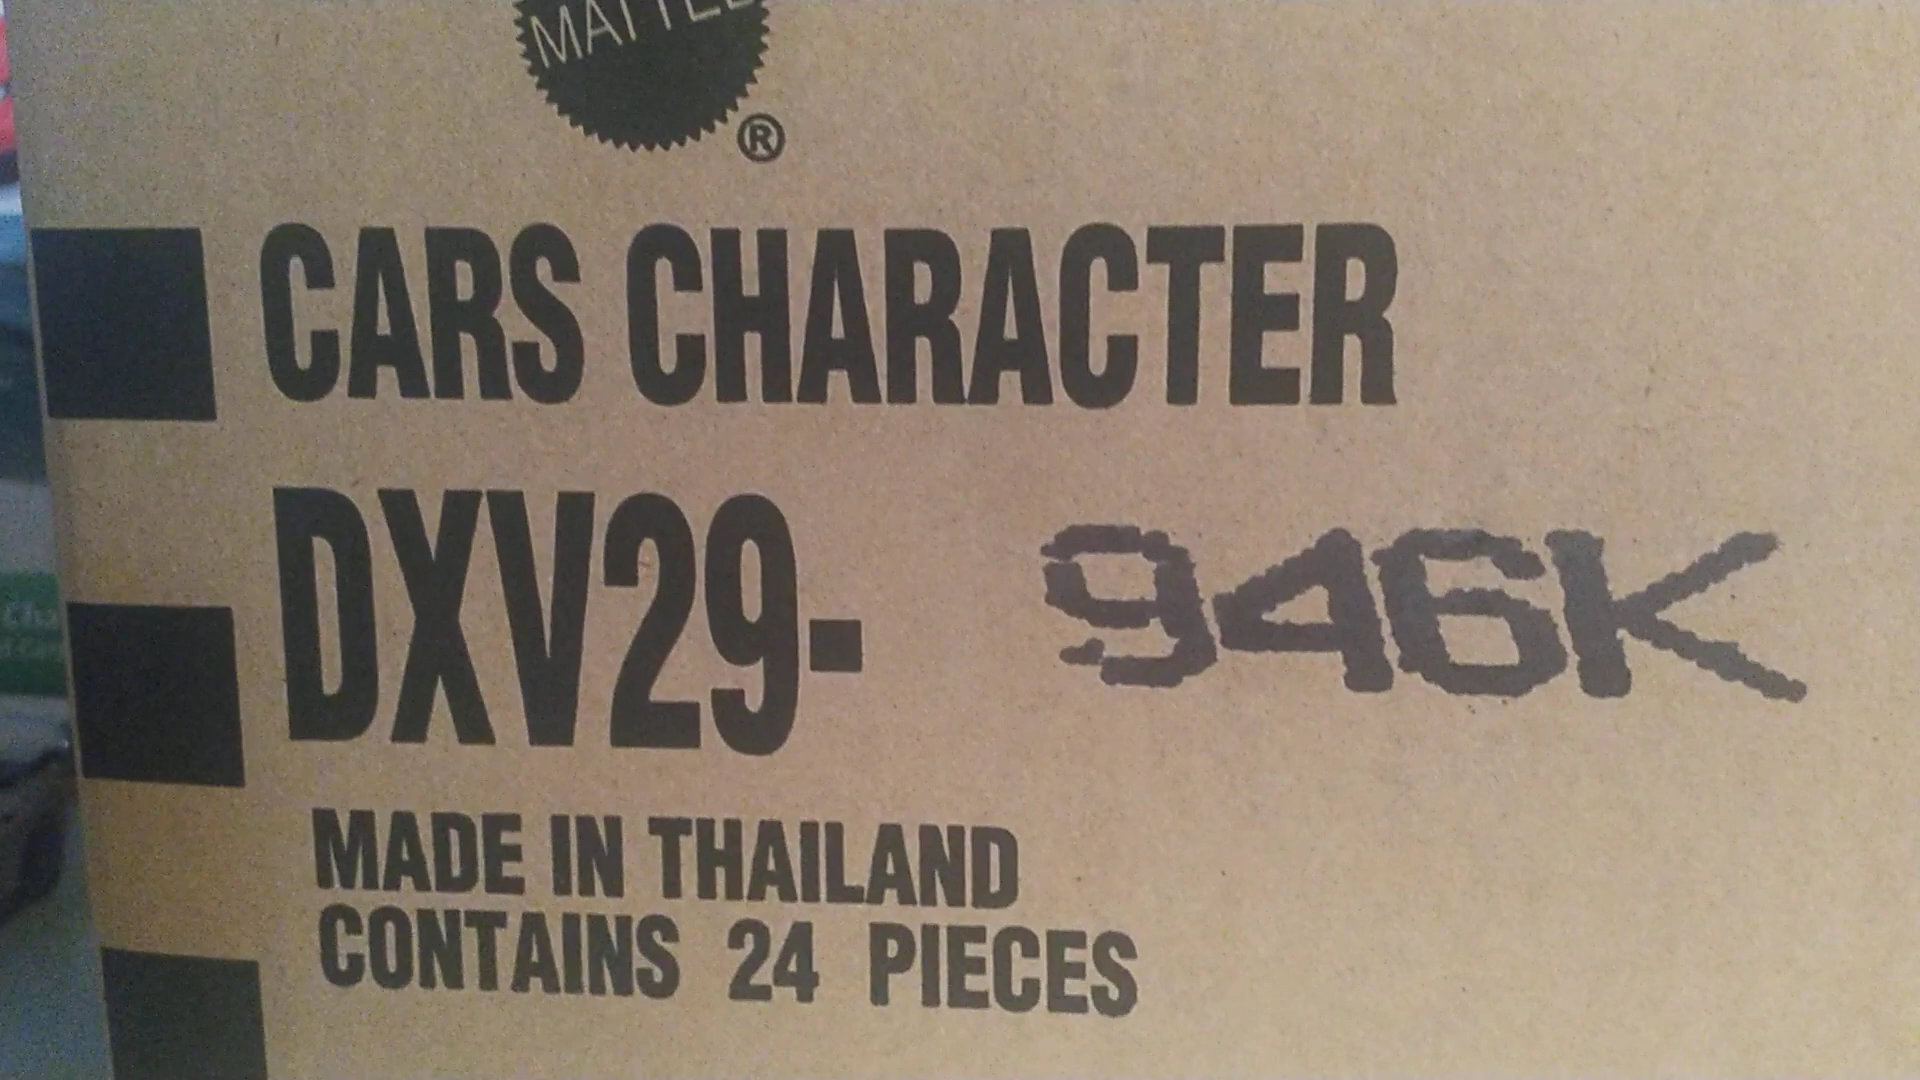 MATTEL
®
CARS CHARACTER
DXV29- 946K
MADE IN THAILAND
CONTAINS 24 PIECES